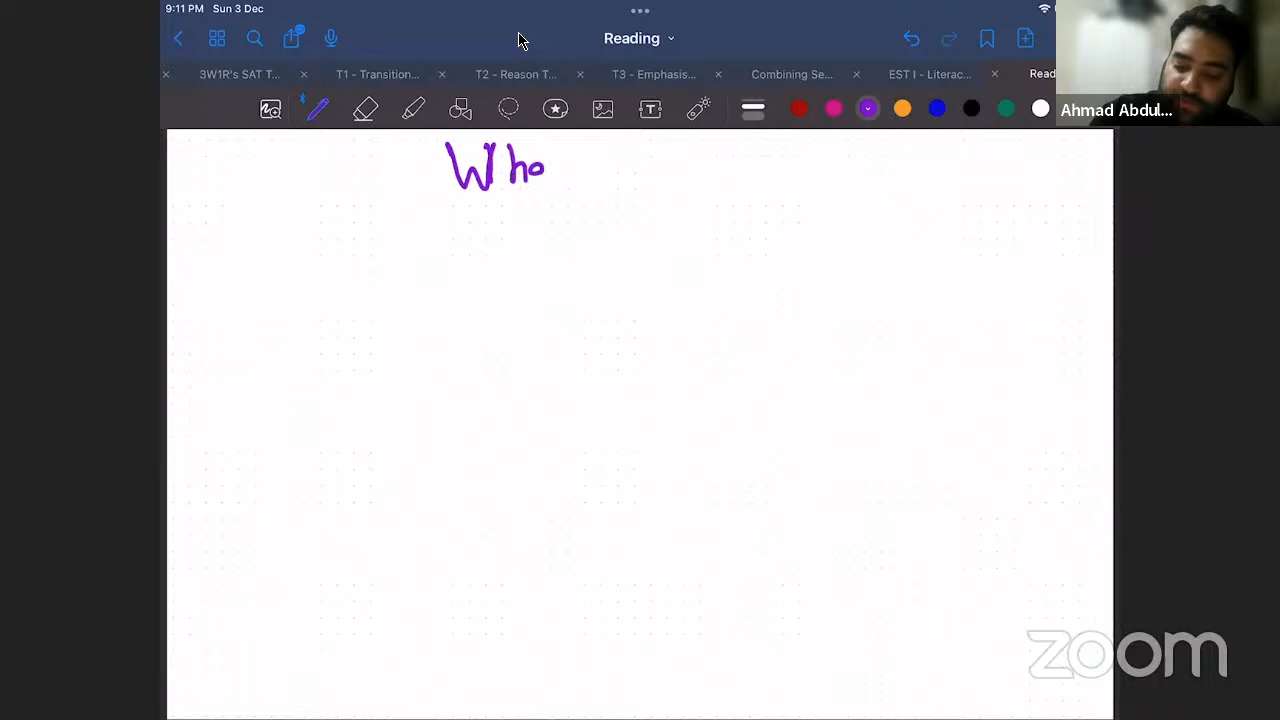 9:11 PM Sun 3 Dec
Reading
3W1R's SAT T...
T1 - Transition...
T2 - Reason T...
T3 - Emphasis...
Combining Se...
EST I - Literac...
Read
Ahmad Abdul...
Who
zoom